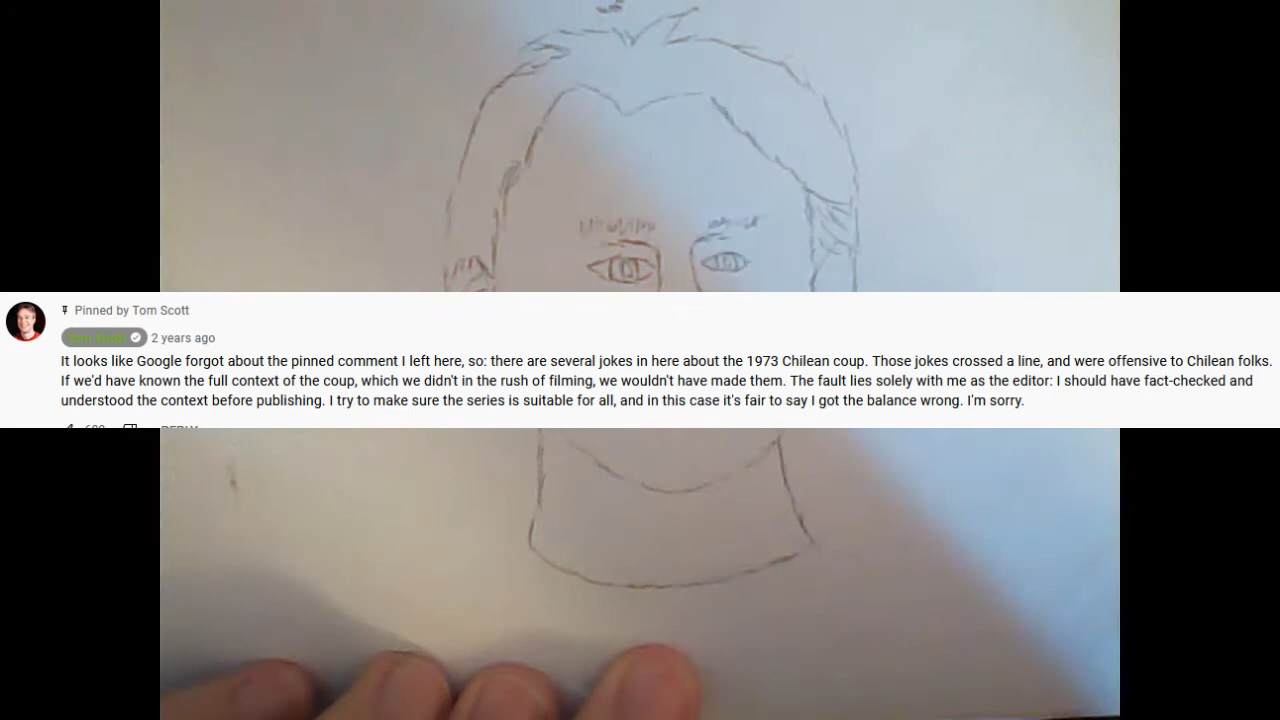 Pinned by Tom Scott
Tom Scott 2 years ago
It looks like Google forgot about the pinned comment I left here, so: there are several jokes in here about the 1973 Chilean coup. Those jokes crossed a line, and were offensive to Chilean folks.
If we'd have known the full context of the coup, which we didn't in the rush of filming, we wouldn't have made them. The fault lies solely with me as the editor: I should have fact-checked and
understood the context before publishing. I try to make sure the series is suitable for all, and in this case it's fair to say I got the balance wrong. I'm sorry.